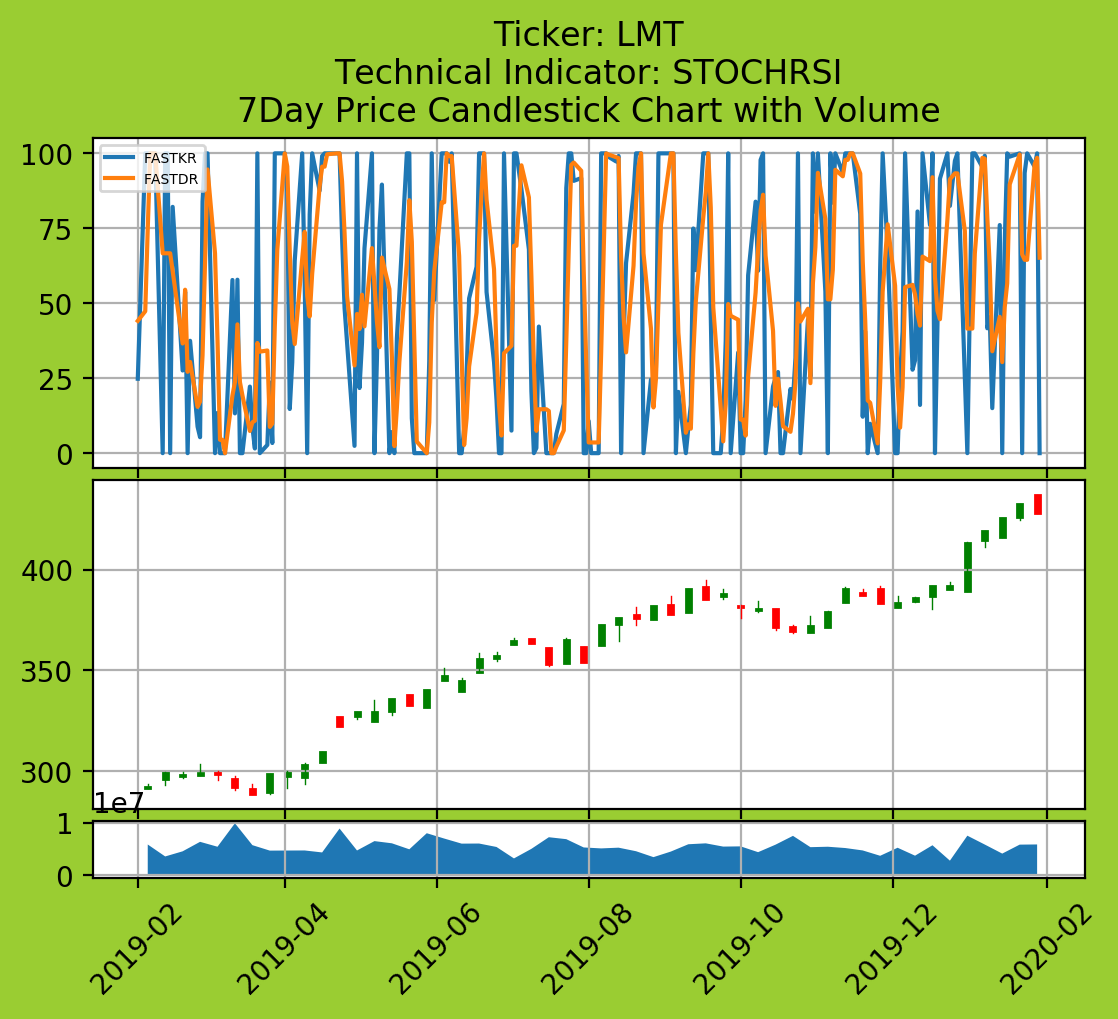 Ticker: LMT
Technical Indicator: STOCHRSI
7Day Price Candlestick Chart with Volume
100
75
50
25
0
FASTKR
FASTDR
400
350
300
1e7
1
0
2019-02
2019-04
2019-06
2019-08
2019-10
2019-12
2020-02